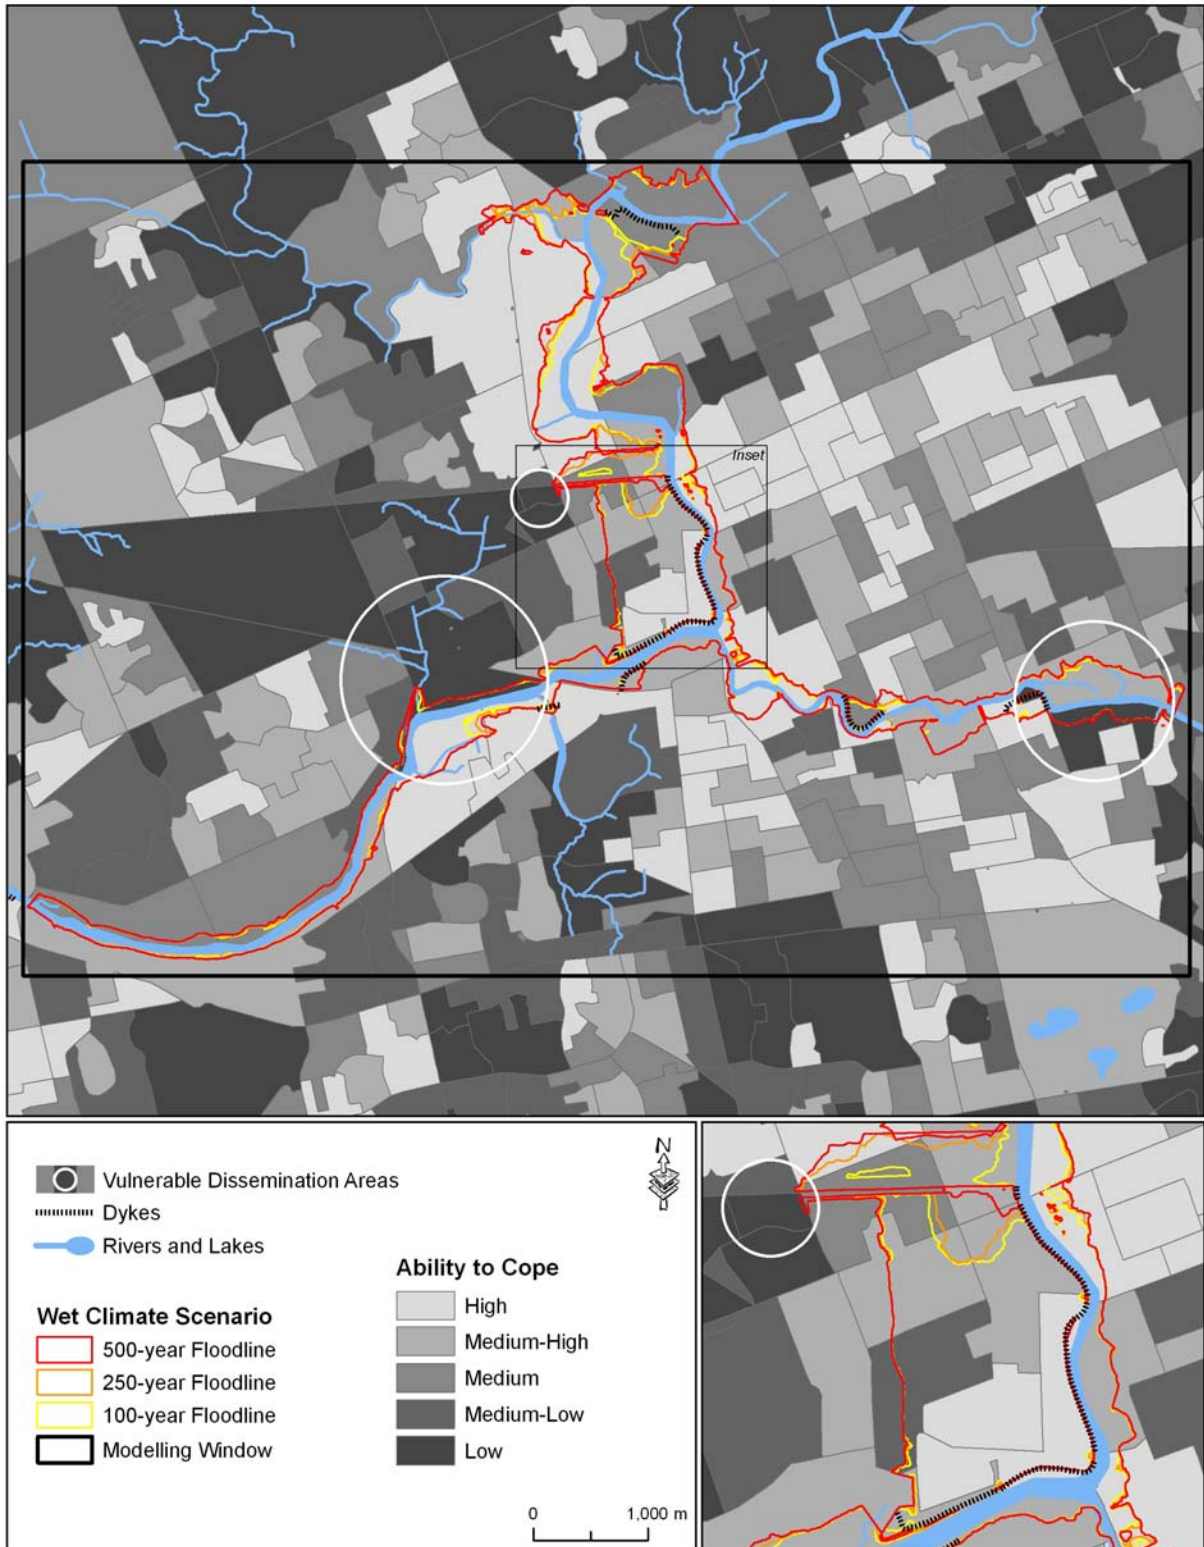 Inset
Vulnerable Dissemination Areas
Dykes
Rivers and Lakes
N
Wet Climate Scenario
500-year Floodline
250-year Floodline
100-year Floodline
Modelling Window
Ability to Cope
High
Medium-High
Medium
Medium-Low
Low
0 1,000 m